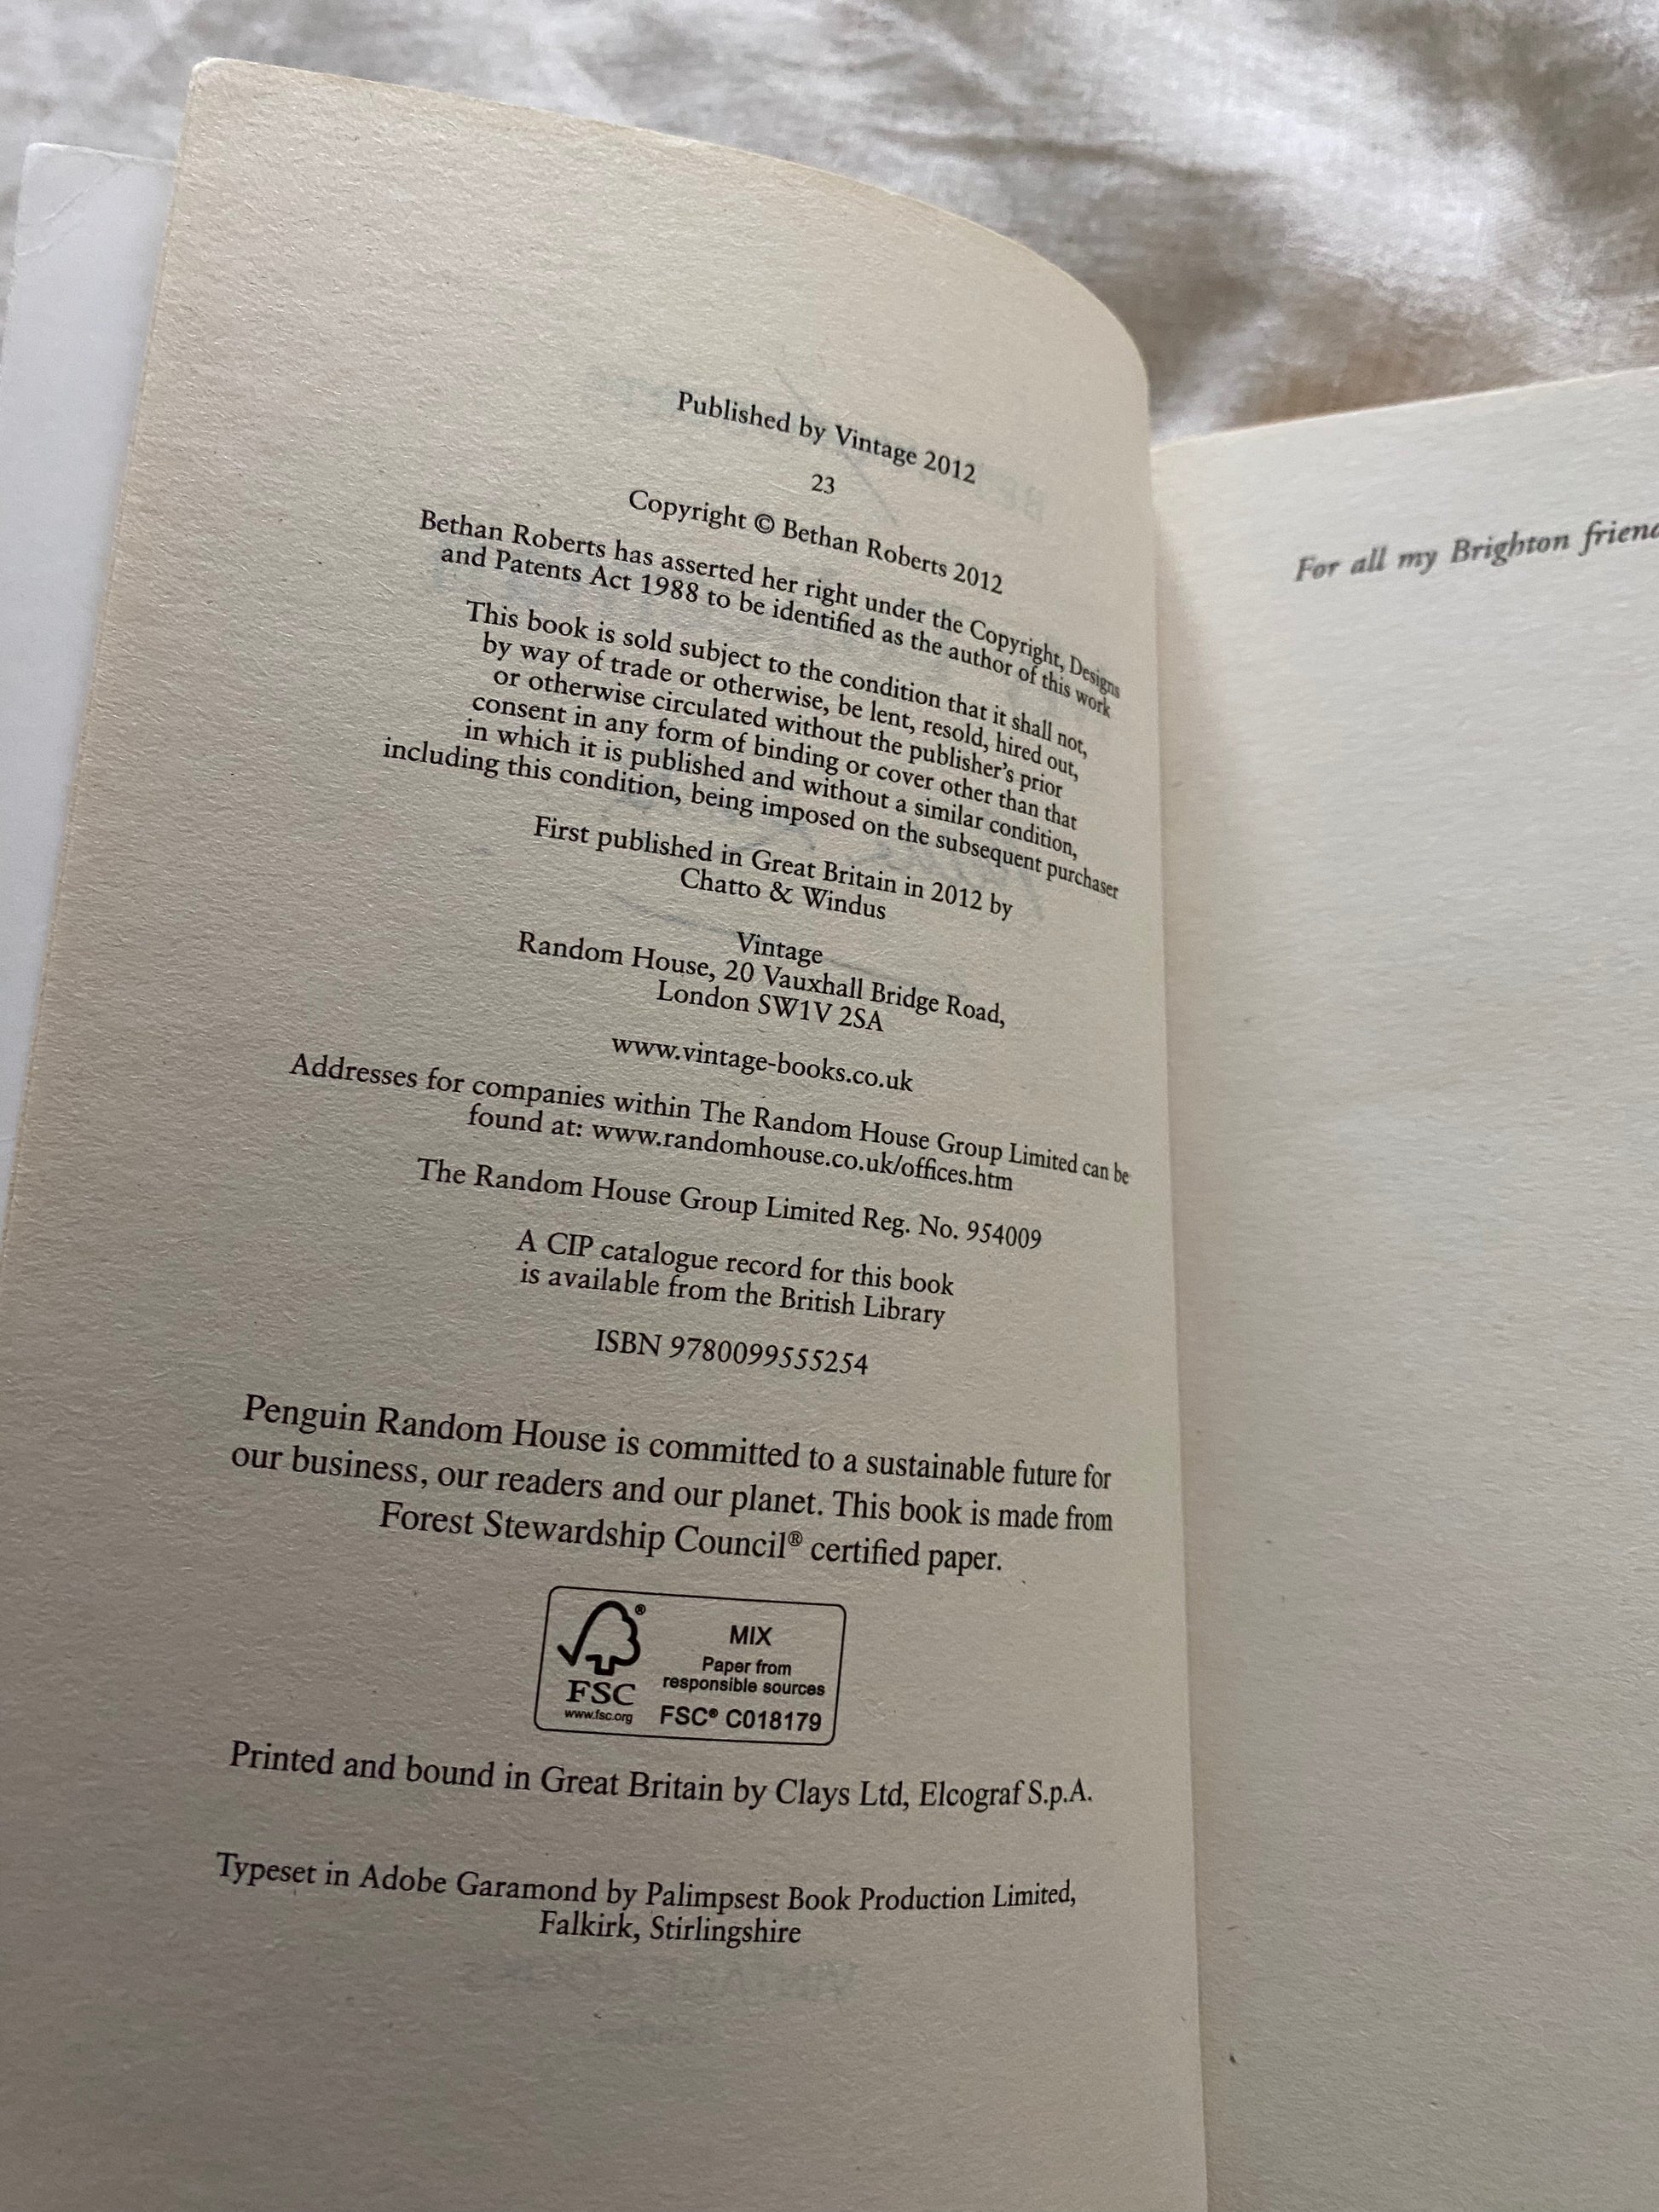 Published by Vintage 2012
23
Copyright © Bethan Roberts 2012
Bethan Roberts has asserted her right under the Copyright, Designs
and Patents Act 1988 to be identified as the author of this work
This book is sold subject to the condition that it shall not,
by way of trade or otherwise, be lent, resold, hired out,
or otherwise circulated without the publisher's prior
consent in any form of binding or cover other than that
in which it is published and without a similar condition,
including this condition, being imposed on the subsequent purchaser
First published in Great Britain in 2012 by
Chatto & Windus
Vintage
Random House, 20 Vauxhall Bridge Road,
London SW1V 2SA
www.vintage-books.co.uk
Addresses for companies within The Random House Group Limited can be
found at: www.randomhouse.co.uk/offices.htm
The Random House Group Limited Reg. No. 954009
A CIP catalogue record for this book
is available from the British Library
ISBN 9780099555254
Penguin Random House is committed to a sustainable future for
our business, our readers and our planet. This book is made from
Forest Stewardship Council® certified paper.
®
FSC
www.fsc.org
MIX
Paper from
responsible sources
FSC® C018179
Printed and bound in Great Britain by Clays Ltd, Elcograf S.p.A.
Typeset in Adobe Garamond by Palimpsest Book Production Limited,
Falkirk, Stirlingshire
For all my Brighton